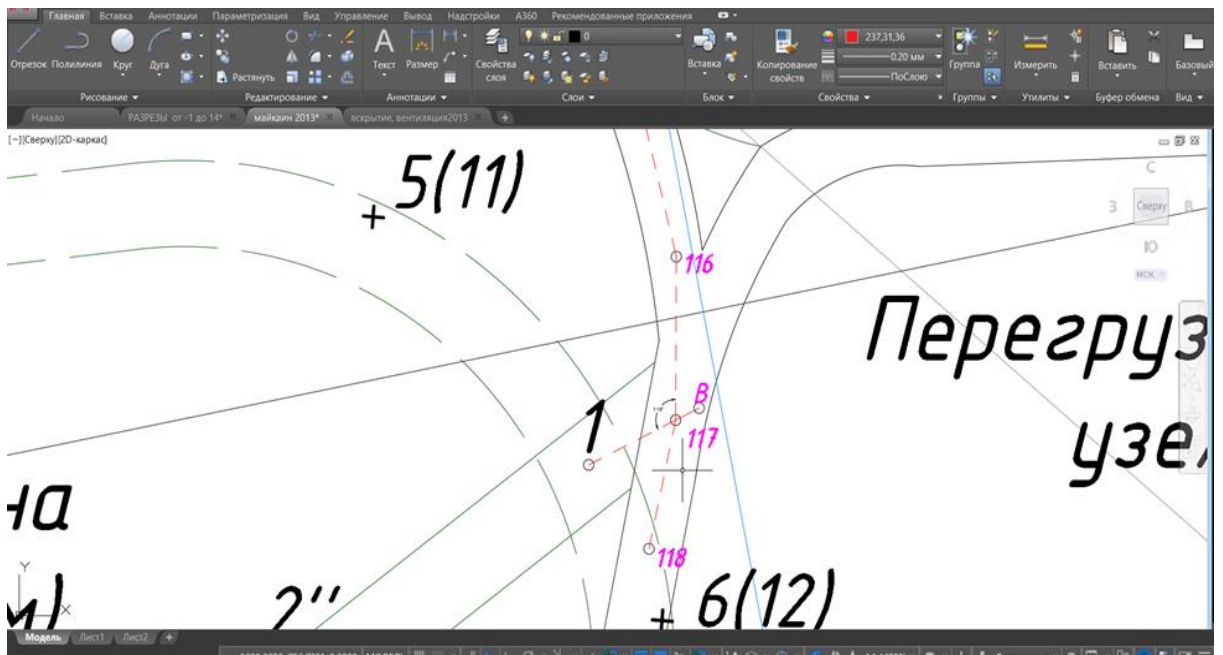 Главная Вставка Аннотации Параметризация Вид Управление Вывод Надстройки A360 Рекомендованные приложения
Отрезок Полилиния Круг Дуга Растянуть Текст Размер Свойства слоя 0 Вставка Копирование свойств 237,31,36 0.20 мм ПоСлою Группа Измерить Вставить Базовый
Рисование Редактирование Аннотации Слои Блок Свойства Группы Утилиты Буфер обмена Вид
Начало РАЗРЕЗЫ от -1 до 14* майкаин 2013* вскрытие, вентиляция2013
[−][Сверху][2D-каркас]
С
З Сверху В
Ю
МСК
5(11)
116
Перегруз
В
1
117
узел
на
118
м)
2''
6(12)
Y
X
Модель Лист1 Лист2 +